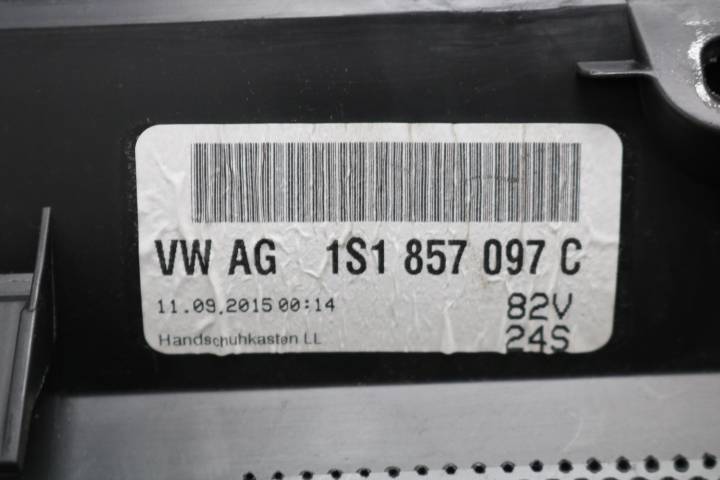 VW AG 1S1 857 097 C
11.09.2015 00:14 82V
Handschuhkasten LL 24S